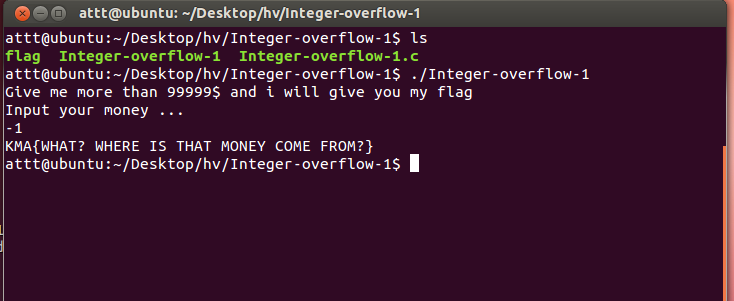 attt@ubuntu: ~/Desktop/hv/Integer-overflow-1
attt@ubuntu:~/Desktop/hv/Integer-overflow-1$ ls
flag  Integer-overflow-1  Integer-overflow-1.c
attt@ubuntu:~/Desktop/hv/Integer-overflow-1$ ./Integer-overflow-1
Give me more than 99999$ and i will give you my flag
Input your money ...
-1
KMA{WHAT? WHERE IS THAT MONEY COME FROM?}
attt@ubuntu:~/Desktop/hv/Integer-overflow-1$